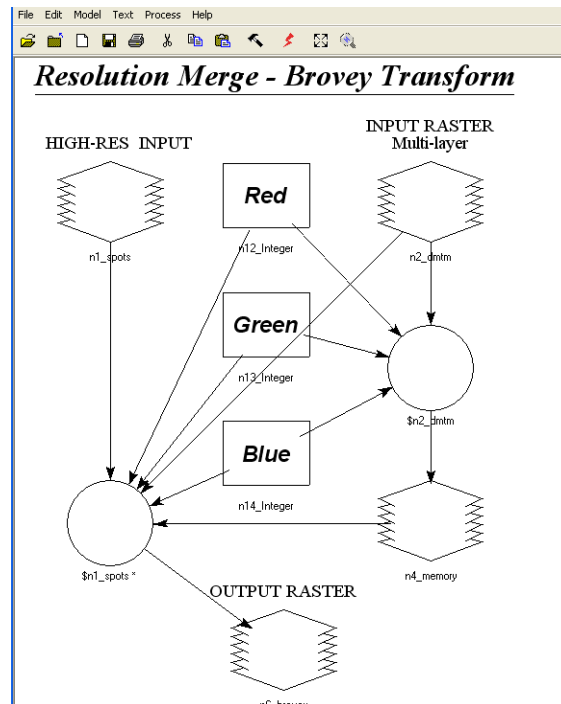 File Edit Model Text Process Help
Resolution Merge - Brovey Transform
HIGH-RES INPUT
INPUT RASTER
Multi-layer
Red
n1_spots
n12_Integer
n2_dmtm
Green
n13_Integer
$n2_dmtm
Blue
n14_Integer
$n1_spots *
n4_memory
OUTPUT RASTER